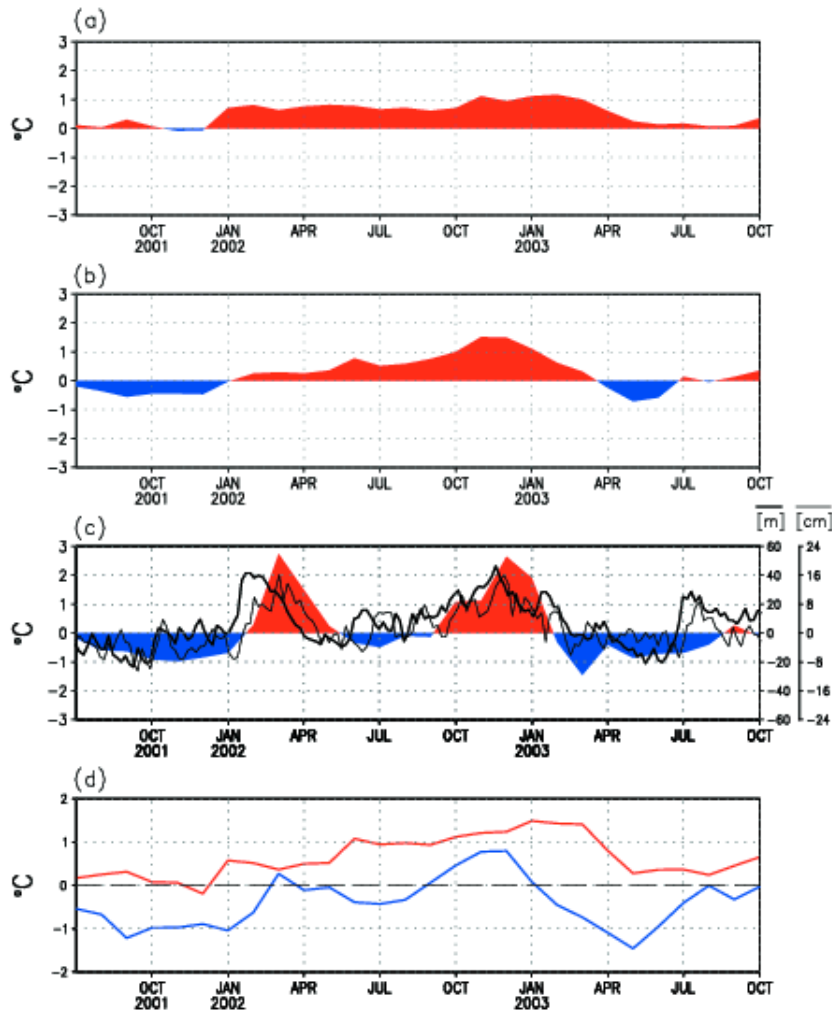 (a)
3
2
1
0
-1
-2
-3
°C
OCT JAN APR JUL OCT JAN APR JUL OCT
2001 2002 2003
(b)
3
2
1
0
-1
-2
-3
°C
OCT JAN APR JUL OCT JAN APR JUL OCT
2001 2002 2003
(c)
[m] [cm]
3 60 24
2 40 16
1 20 8
0 0 0
-1 -20 -8
-2 -40 -16
-3 -60 -24
°C
OCT JAN APR JUL OCT JAN APR JUL OCT
2001 2002 2003
(d)
2
1
0
-1
-2
°C
OCT JAN APR JUL OCT JAN APR JUL OCT
2001 2002 2003